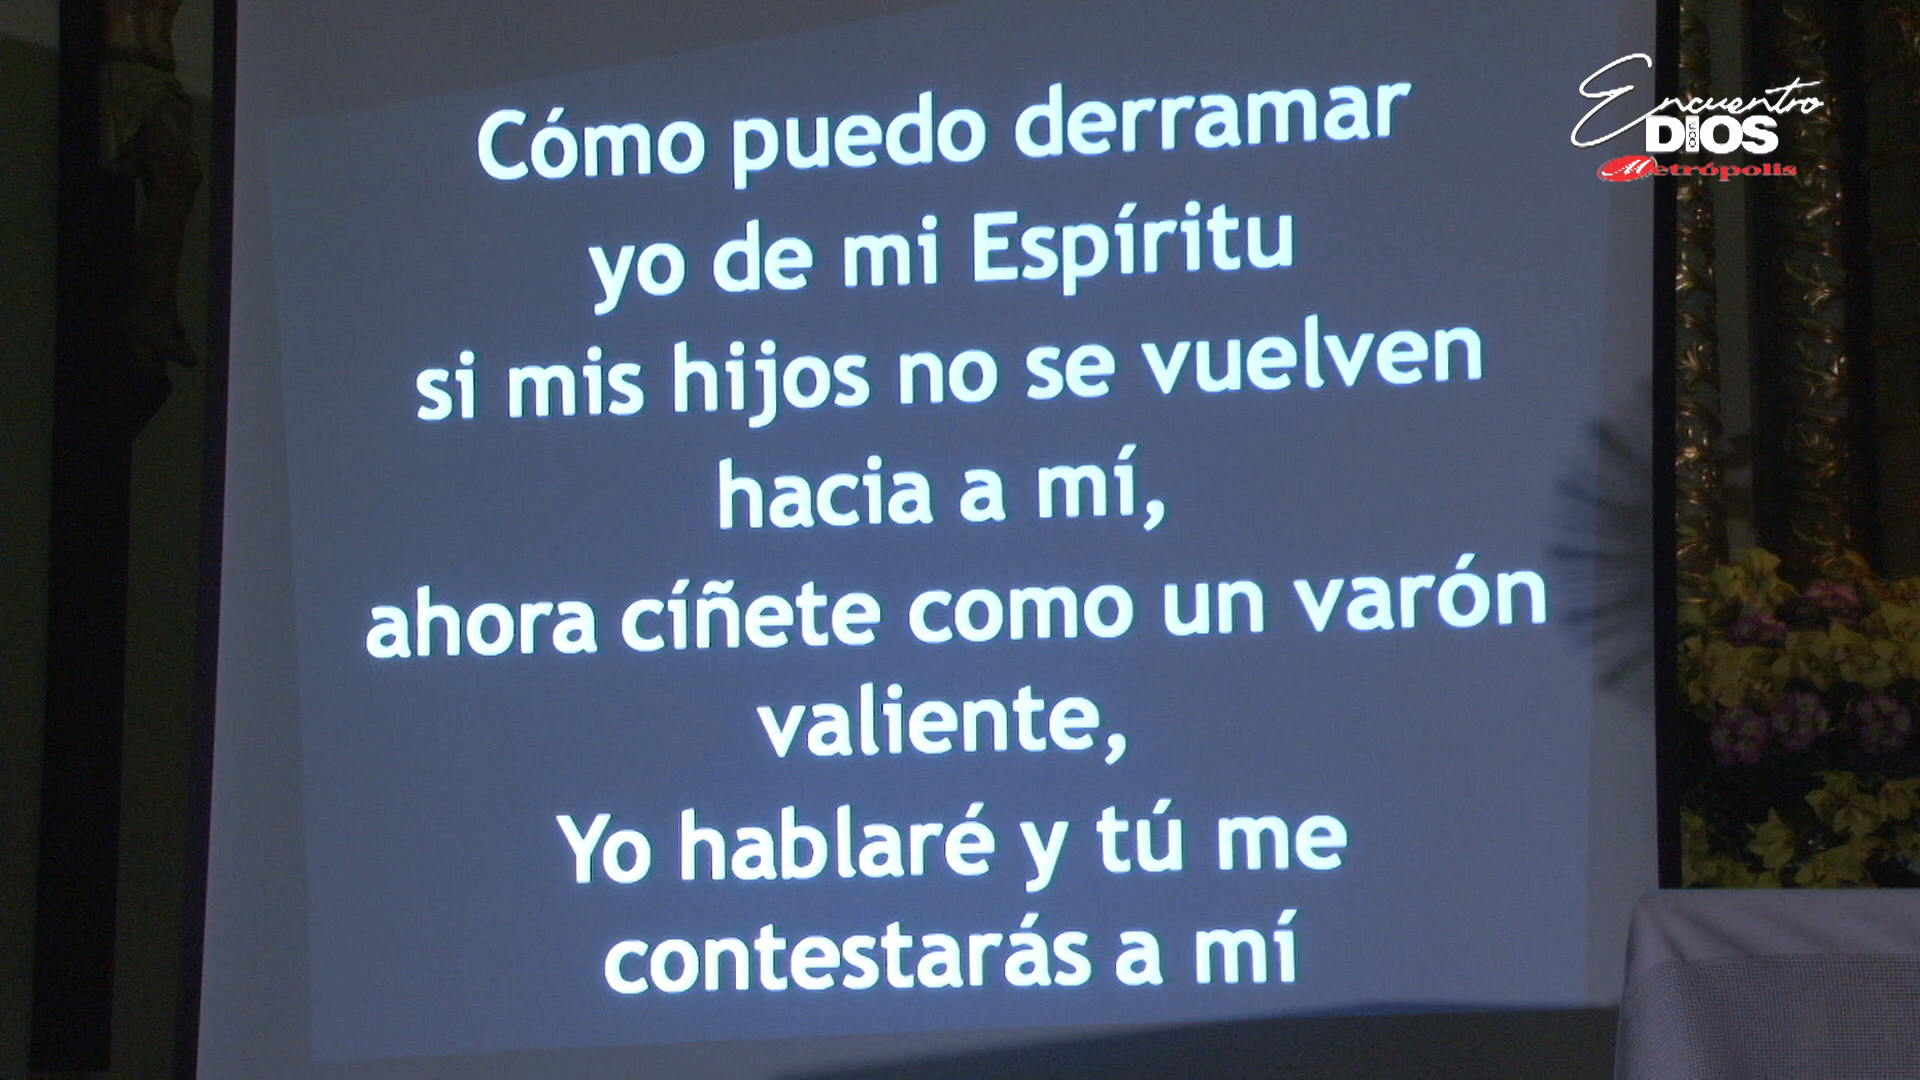 Cómo puedo derramar
yo de mi Espíritu
si mis hijos no se vuelven
hacia a mí,
ahora cíñete como un varón
valiente,
Yo hablaré y tú me
contestarás a mí
Encuentro
con
DIOS
Metrópolis